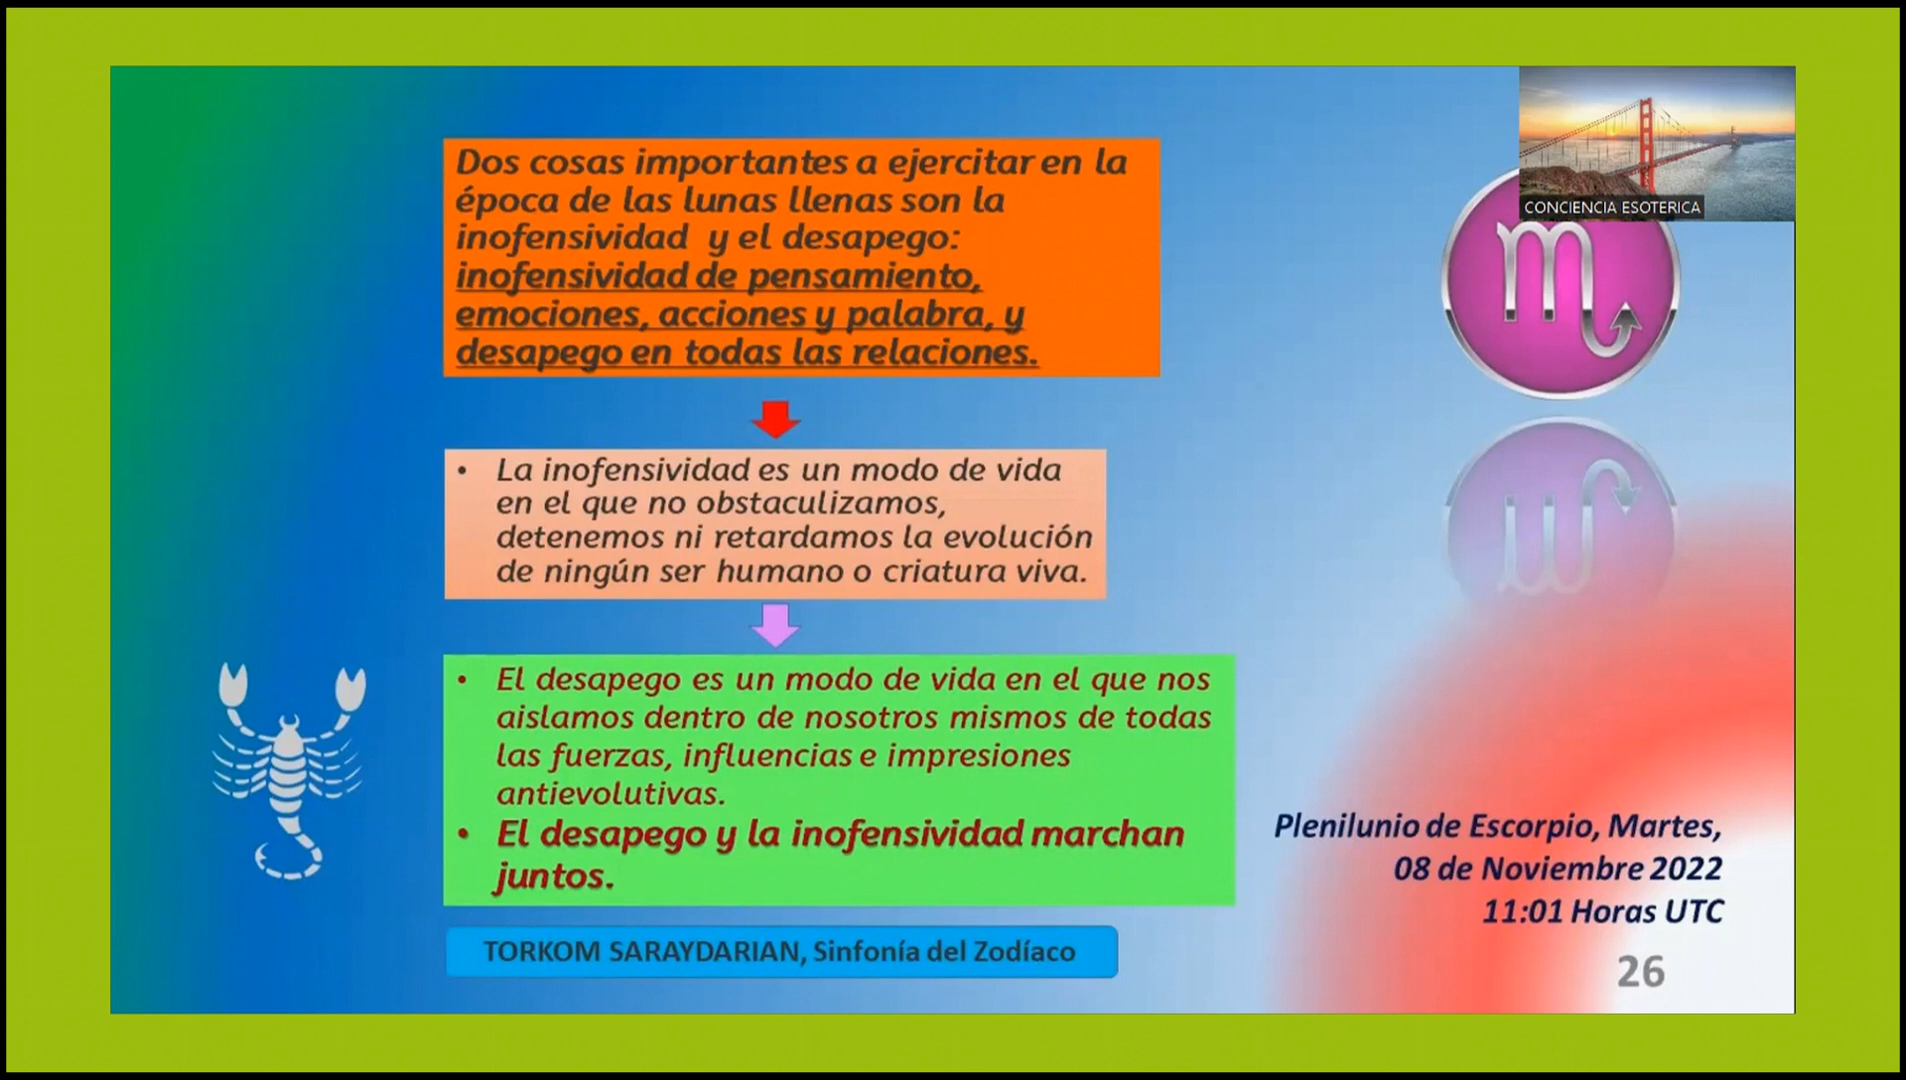 CONCIENCIA ESOTERICA
Dos cosas importantes a ejercitar en la
época de las lunas llenas son la
inofensividad y el desapego:
inofensividad de pensamiento,
emociones, acciones y palabra, y
desapego en todas las relaciones.
• La inofensividad es un modo de vida
en el que no obstaculizamos,
detenemos ni retardamos la evolución
de ningún ser humano o criatura viva.
• El desapego es un modo de vida en el que nos
aislamos dentro de nosotros mismos de todas
las fuerzas, influencias e impresiones
antievolutivas.
• El desapego y la inofensividad marchan
juntos.
TORKOM SARAYDARIAN, Sinfonía del Zodíaco
Plenilunio de Escorpio, Martes,
08 de Noviembre 2022
11:01 Horas UTC
26